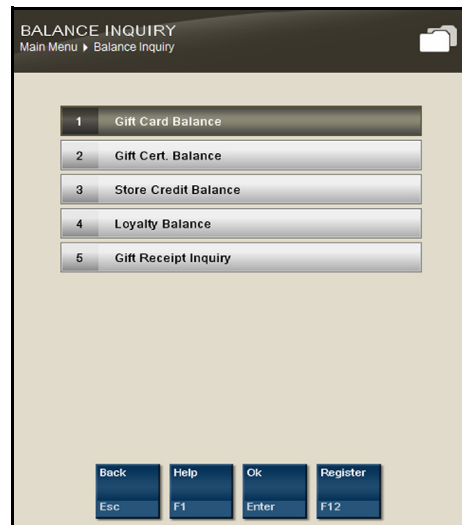 BALANCE INQUIRY
Main Menu ▸ Balance Inquiry
1 Gift Card Balance
2 Gift Cert. Balance
3 Store Credit Balance
4 Loyalty Balance
5 Gift Receipt Inquiry
Back Help Ok Register
Esc F1 Enter F12